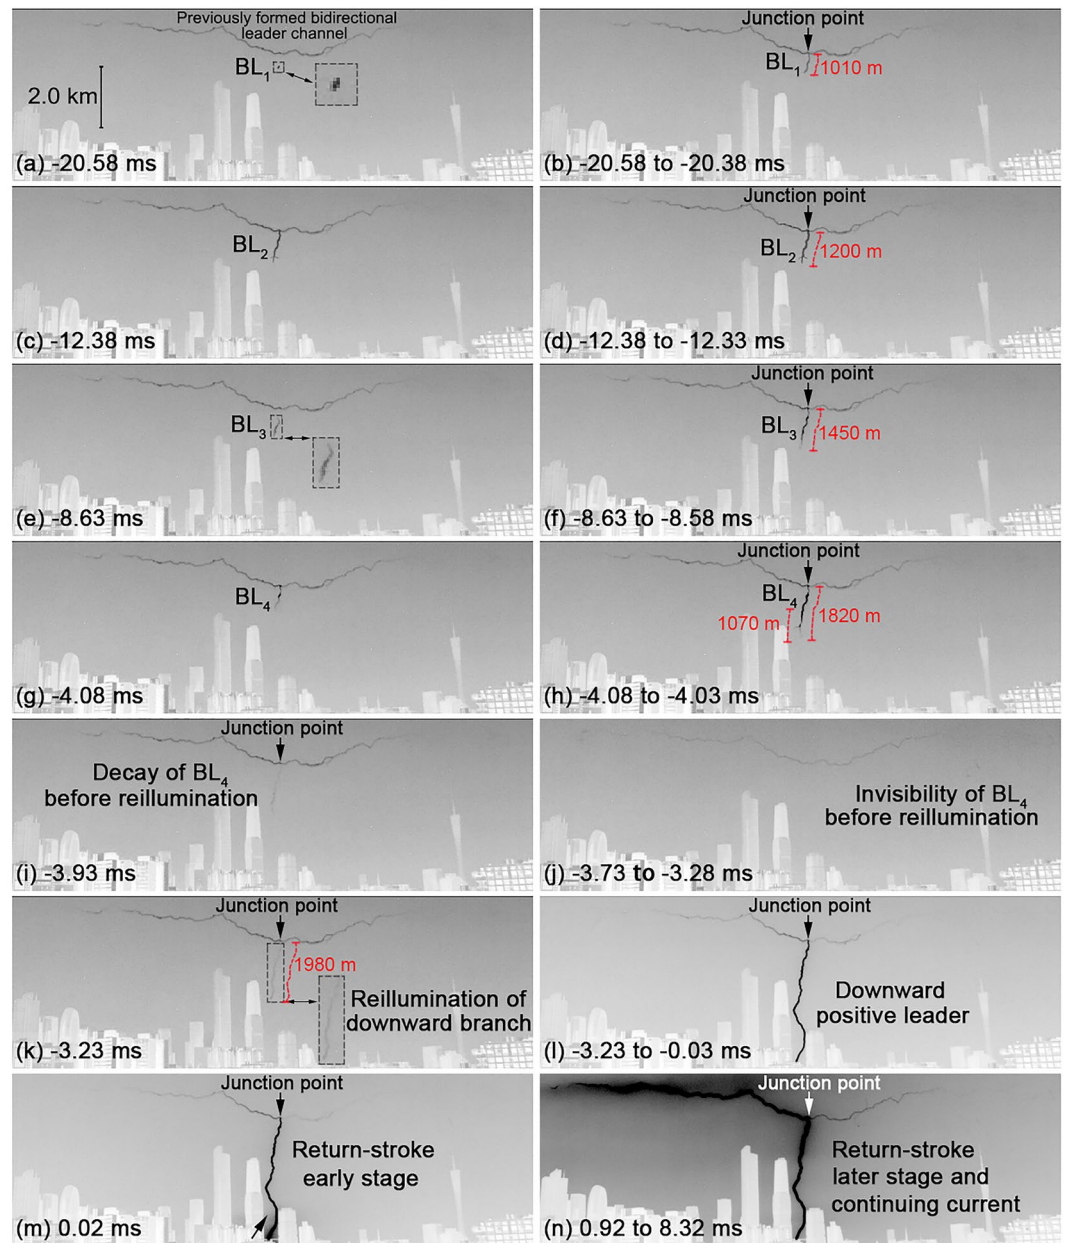 Previously formed bidirectional
leader channel
BL1
2.0 km
(a) -20.58 ms
Junction point
BL1
1010 m
(b) -20.58 to -20.38 ms
BL2
(c) -12.38 ms
Junction point
BL2
1200 m
(d) -12.38 to -12.33 ms
BL3
(e) -8.63 ms
Junction point
BL3
1450 m
(f) -8.63 to -8.58 ms
BL4
(g) -4.08 ms
Junction point
BL4
1070 m
1820 m
(h) -4.08 to -4.03 ms
Junction point
Decay of BL4
before reillumination
(i) -3.93 ms
Invisibility of BL4
before reillumination
(j) -3.73 to -3.28 ms
Junction point
1980 m
Reillumination of
downward branch
(k) -3.23 ms
Junction point
Downward
positive leader
(l) -3.23 to -0.03 ms
Junction point
Return-stroke
early stage
(m) 0.02 ms
Junction point
Return-stroke
later stage and
continuing current
(n) 0.92 to 8.32 ms